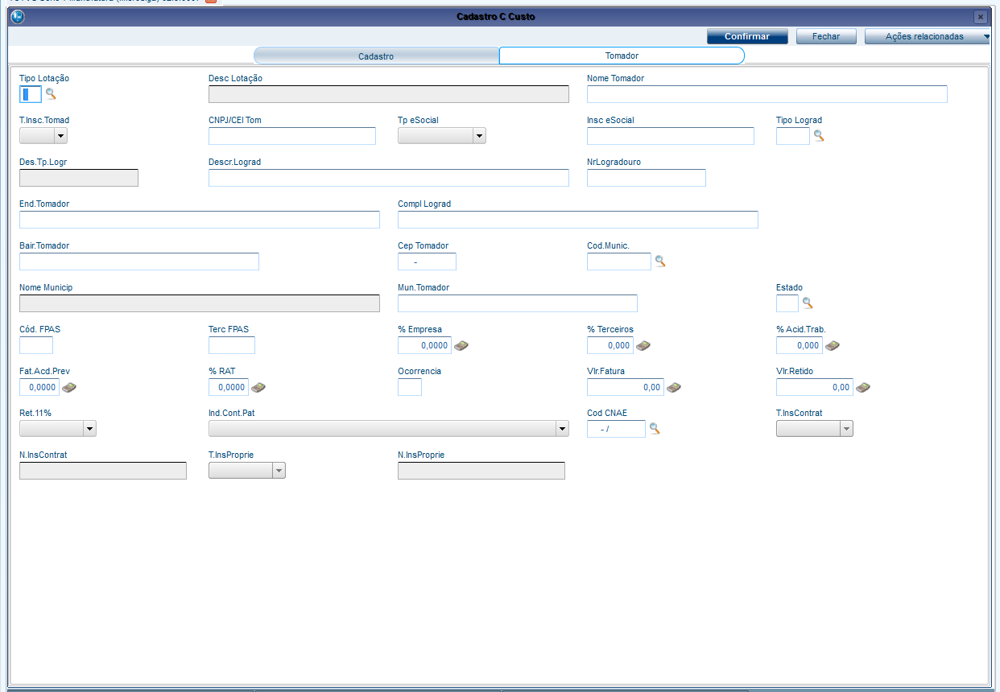 Cadastro C Custo
Confirmar Fechar Ações relacionadas
Cadastro Tomador
Tipo Lotação Desc Lotação Nome Tomador
T.Insc.Tomad CNPJ/CEI Tom Tp eSocial Insc eSocial Tipo Lograd
Des.Tp.Logr Descr.Lograd NrLogradouro
End.Tomador Compl Lograd
Bair.Tomador Cep Tomador Cod.Munic.
-
Nome Municip Mun.Tomador Estado
Cód. FPAS Terc FPAS % Empresa % Terceiros % Acid.Trab.
0,0000 0,000 0,000
Fat.Acd.Prev % RAT Ocorrencia Vlr.Fatura Vlr.Retido
0,0000 0,0000 0,00 0,00
Ret.11% Ind.Cont.Pat Cod CNAE T.InsContrat
- /
N.InsContrat T.InsProprie N.InsProprie